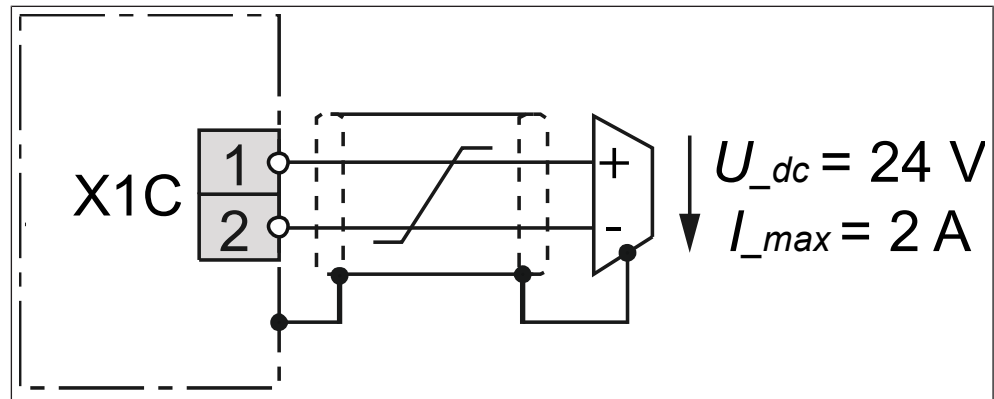 X1C
1
2
+
-
U_dc = 24 V
I_max = 2 A